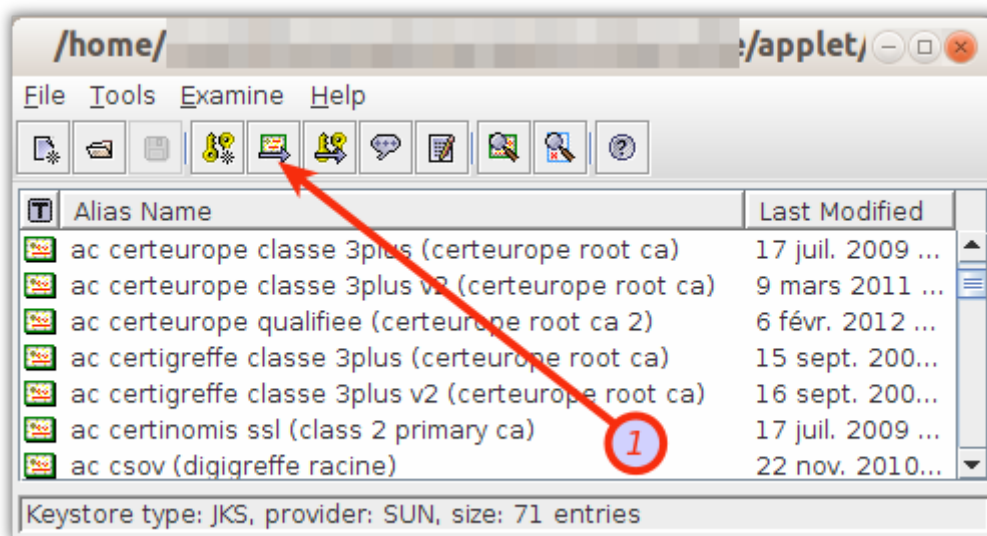 /home/ e/applet/
File Tools Examine Help
T Alias Name Last Modified
ac certeurope classe 3plus (certeurope root ca) 17 juil. 2009 ...
ac certeurope classe 3plus v2 (certeurope root ca) 9 mars 2011 ...
ac certeurope qualifiee (certeurope root ca 2) 6 févr. 2012 ...
ac certigreffe classe 3plus (certeurope root ca) 15 sept. 200...
ac certigreffe classe 3plus v2 (certeurope root ca) 16 sept. 200...
ac certinomis ssl (class 2 primary ca) 17 juil. 2009 ...
1
ac csov (digigreffe racine) 22 nov. 2010...
Keystore type: JKS, provider: SUN, size: 71 entries